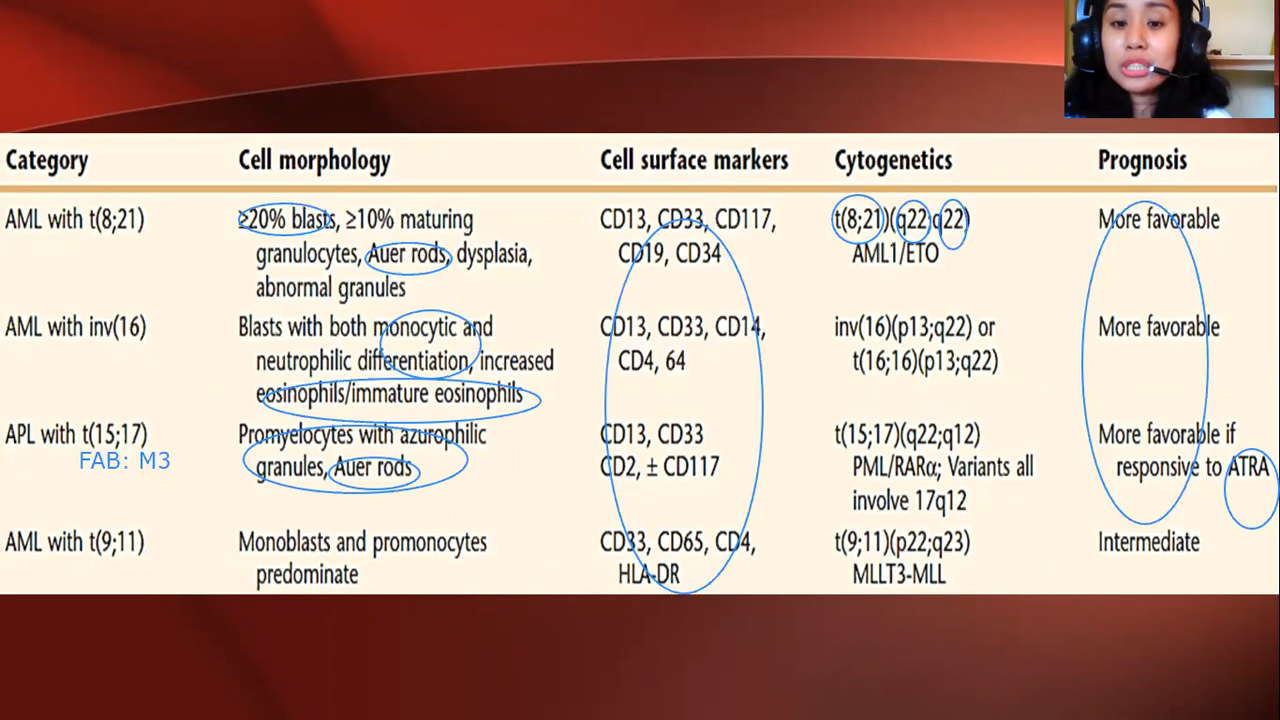 Category Cell morphology Cell surface markers Cytogenetics Prognosis
AML with t(8;21) ≥20% blasts, ≥10% maturing CD13, CD33, CD117, t(8;21)(q22;q22) More favorable
granulocytes, Auer rods, dysplasia, CD19, CD34 AML1/ETO
abnormal granules
AML with inv(16) Blasts with both monocytic and CD13, CD33, CD14, inv(16)(p13;q22) or More favorable
neutrophilic differentiation, increased CD4, 64 t(16;16)(p13;q22)
eosinophils/immature eosinophils
APL with t(15;17) Promyelocytes with azurophilic CD13, CD33 t(15;17)(q22;q12) More favorable if
FAB: M3 granules, Auer rods CD2, ± CD117 PML/RARα; Variants all responsive to ATRA
involve 17q12
AML with t(9;11) Monoblasts and promonocytes CD33, CD65, CD4, t(9;11)(p22;q23) Intermediate
predominate HLA-DR MLLT3-MLL